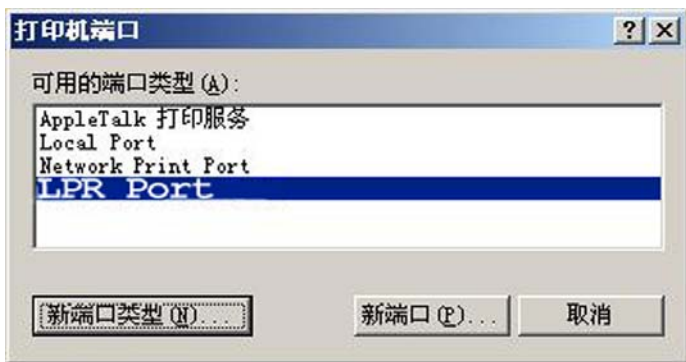 打印机端口
可用的端口类型(A):
AppleTalk 打印服务
Local Port
Network Print Port
LPR Port
新端口类型(N)... 新端口(P)... 取消